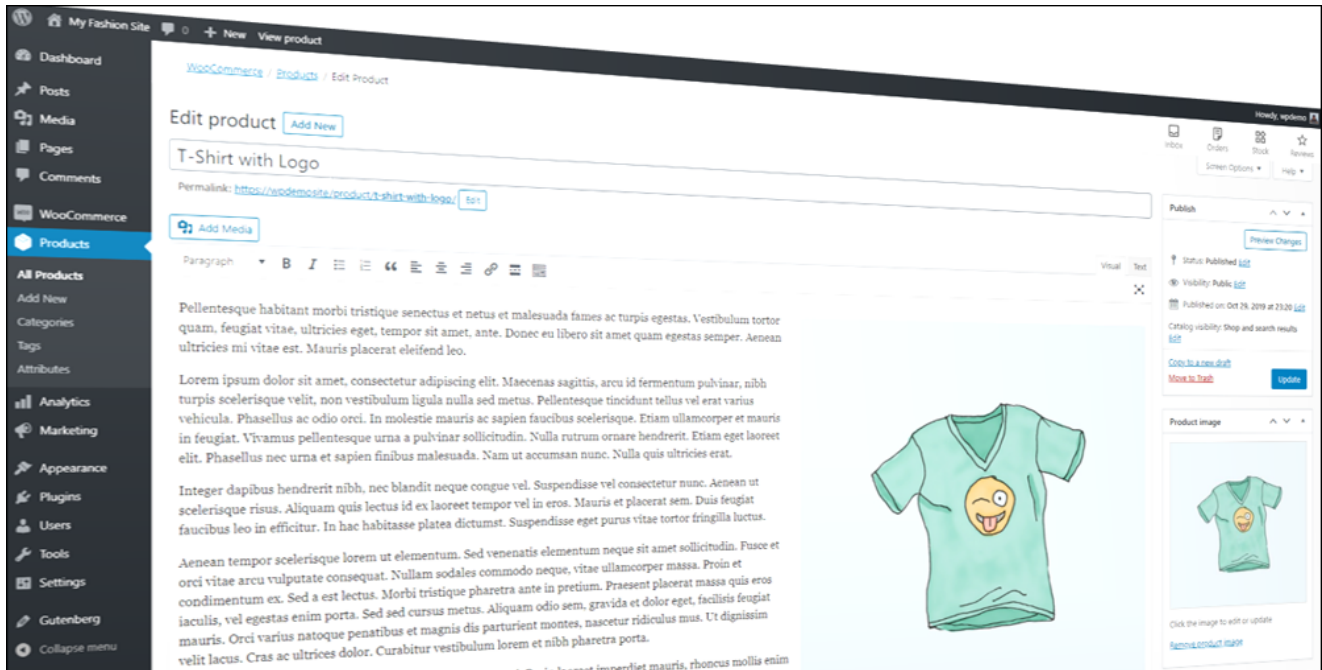 My Fashion Site
0
New
View product
Howdy, wpdemo
Dashboard
Posts
Media
Pages
Comments
WooCommerce
Products
All Products
Add New
Categories
Tags
Attributes
Analytics
Marketing
Appearance
Plugins
Users
Tools
Settings
Gutenberg
Collapse menu
WooCommerce / Products / Edit Product
Inbox
Orders
Stock
Reviews
Screen Options
Help
Edit product
Add New
T-Shirt with Logo
Permalink: https://wpdemosite/product/t-shirt-with-logo/ Edit
Add Media
Visual
Text
Paragraph
B I
Pellentesque habitant morbi tristique senectus et netus et malesuada fames ac turpis egestas. Vestibulum tortor
quam, feugiat vitae, ultricies eget, tempor sit amet, ante. Donec eu libero sit amet quam egestas semper. Aenean
ultricies mi vitae est. Mauris placerat eleifend leo.
Lorem ipsum dolor sit amet, consectetur adipiscing elit. Maecenas sagittis, arcu id fermentum pulvinar, nibh
turpis scelerisque velit, non vestibulum ligula nulla sed metus. Pellentesque tincidunt tellus vel erat varius
vehicula. Phasellus ac odio orci. In molestie mauris ac sapien faucibus scelerisque. Etiam ullamcorper et mauris
in feugiat. Vivamus pellentesque urna a pulvinar sollicitudin. Nulla rutrum ornare hendrerit. Etiam eget laoreet
elit. Phasellus nec urna et sapien finibus malesuada. Nam ut accumsan nunc. Nulla quis ultricies erat.
Integer dapibus hendrerit nibh, nec blandit neque congue vel. Suspendisse vel consectetur nunc. Aenean ut
scelerisque risus. Aliquam quis lectus id ex laoreet tempor vel in eros. Mauris et placerat sem. Duis feugiat
faucibus leo in efficitur. In hac habitasse platea dictumst. Suspendisse eget purus vitae tortor fringilla luctus.
Aenean tempor scelerisque lorem ut elementum. Sed venenatis elementum neque sit amet sollicitudin. Fusce et
orci vitae arcu vulputate consequat. Nullam sodales commodo neque, vitae ullamcorper massa. Proin et
condimentum ex. Sed a est lectus. Morbi tristique pharetra ante in pretium. Praesent placerat massa quis eros
iaculis, vel egestas enim porta. Sed sed cursus metus. Aliquam odio sem, gravida et dolor eget, facilisis feugiat
mauris. Orci varius natoque penatibus et magnis dis parturient montes, nascetur ridiculus mus. Ut dignissim
velit lacus. Cras ac ultrices dolor. Curabitur vestibulum lorem et nibh pharetra porta.
imperdiet mauris, rhoncus mollis enim
Publish
Preview Changes
Status: Published Edit
Visibility: Public Edit
Published on: Oct 29, 2019 at 23:20 Edit
Catalog visibility: Shop and search results
Edit
Copy to a new draft
Move to Trash
Update
Product image
Click the image to edit or update
Remove product image